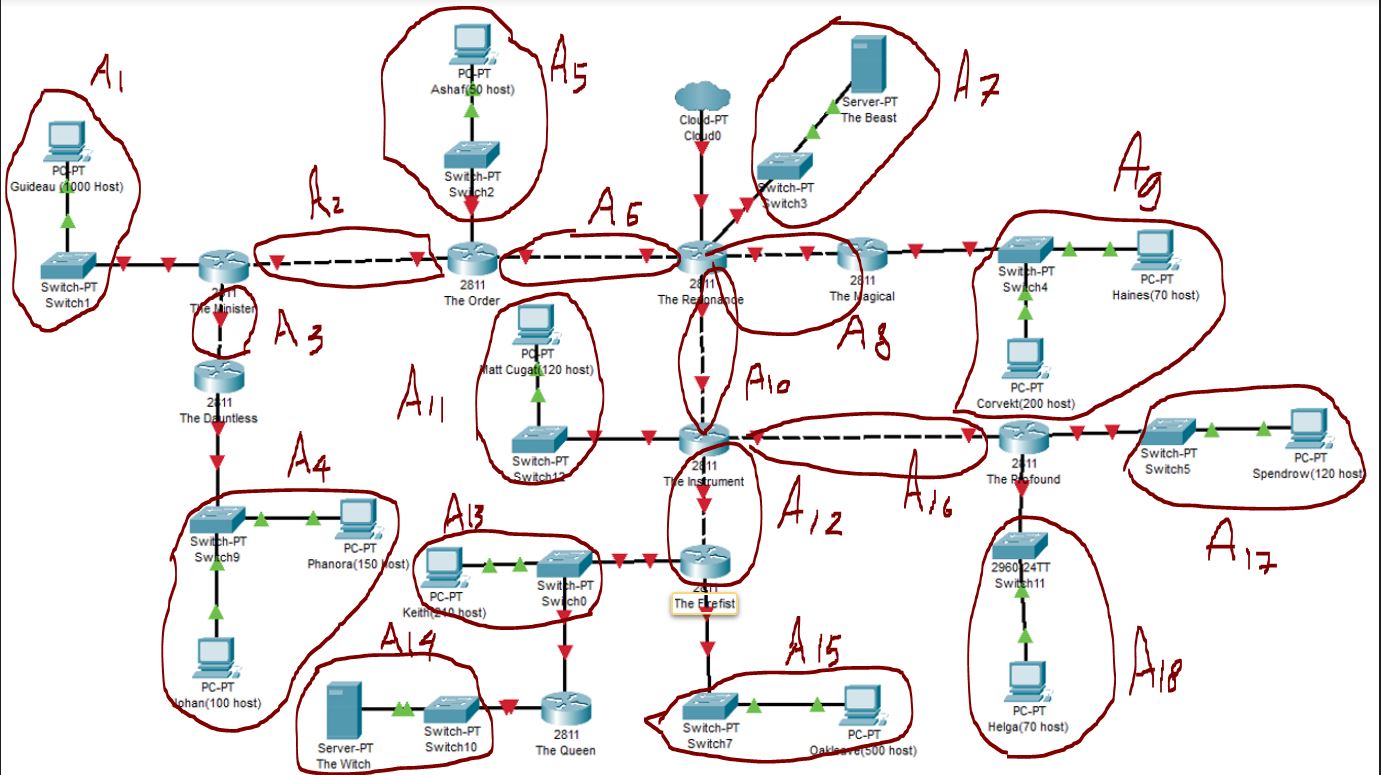 A1
PC-PT
Guideau (1000 Host)
Switch-PT
Switch1
A2
2811
The Minister
A3
2811
The Dauntless
A4
Switch-PT
Switch9
PC-PT
Phanora(150 host)
PC-PT
Johan(100 host)
A5
PC-PT
Ashaf(50 host)
Switch-PT
Switch2
2811
The Order
A6
Cloud-PT
Cloud0
A7
Server-PT
The Beast
Switch-PT
Switch3
2811
The Resonance
2811
The Magical
A8
A9
Switch-PT
Switch4
PC-PT
Haines(70 host)
PC-PT
Corvekt(200 host)
A10
A11
PC-PT
Matt Cugat(120 host)
Switch-PT
Switch12
2811
The Instrument
A16
2811
The Profound
Switch-PT
Switch5
PC-PT
Spendrow(120 host
A17
A12
A13
PC-PT
Keith(210 host)
Switch-PT
Switch0
2811
The Firefist
A14
Server-PT
The Witch
Switch-PT
Switch10
2811
The Queen
A15
Switch-PT
Switch7
PC-PT
Oakleave(500 host)
2960-24TT
Switch11
PC-PT
Helga(70 host)
A18